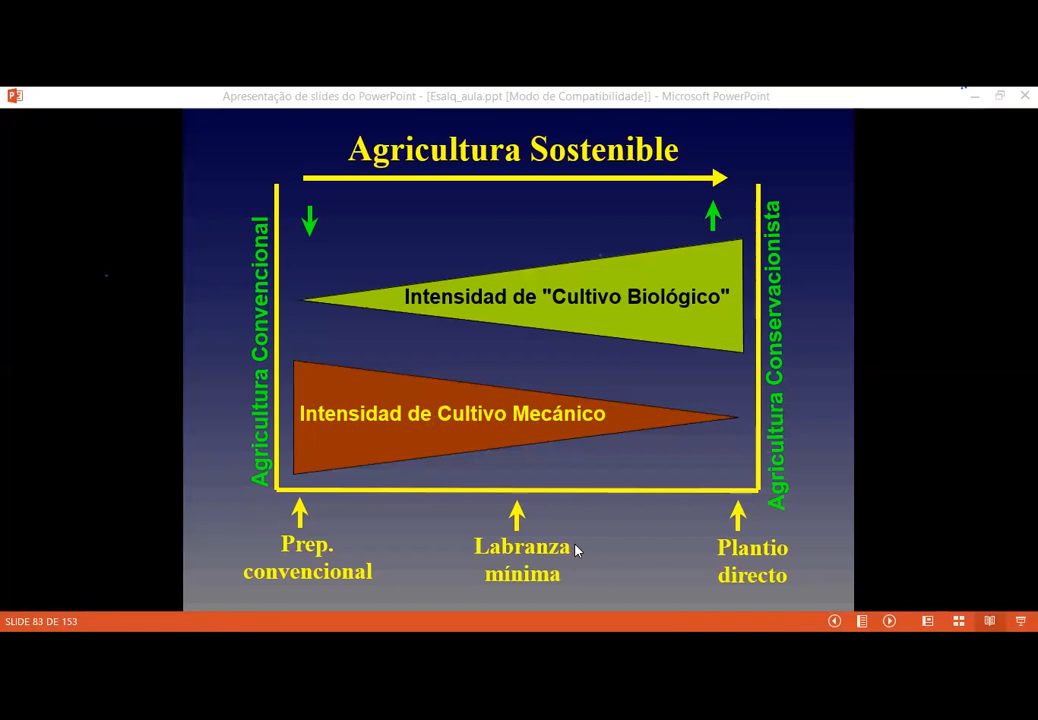 Apresentação de slides do PowerPoint - [Esalq_aula.ppt [Modo de Compatibilidade]] - Microsoft PowerPoint
Agricultura Sostenible
Agricultura Convencional
Intensidad de "Cultivo Biológico"
Intensidad de Cultivo Mecánico
Agricultura Conservacionista
Prep.
convencional
Labranza
mínima
Plantio
directo
SLIDE 83 DE 153